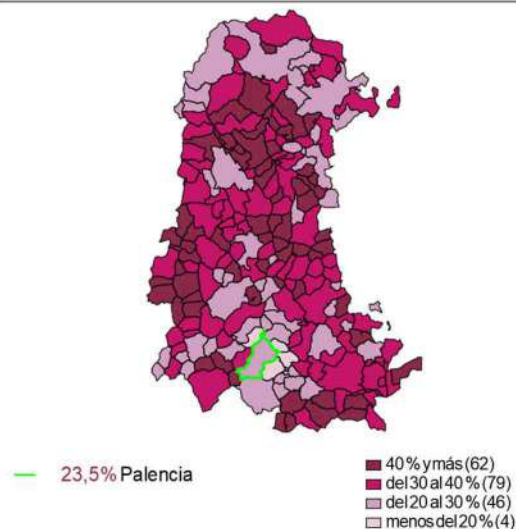 23,5% Palencia
40 % y más (62)
del 30 al 40 % (79)
del 20 al 30 % (46)
menos del 20 % (4)